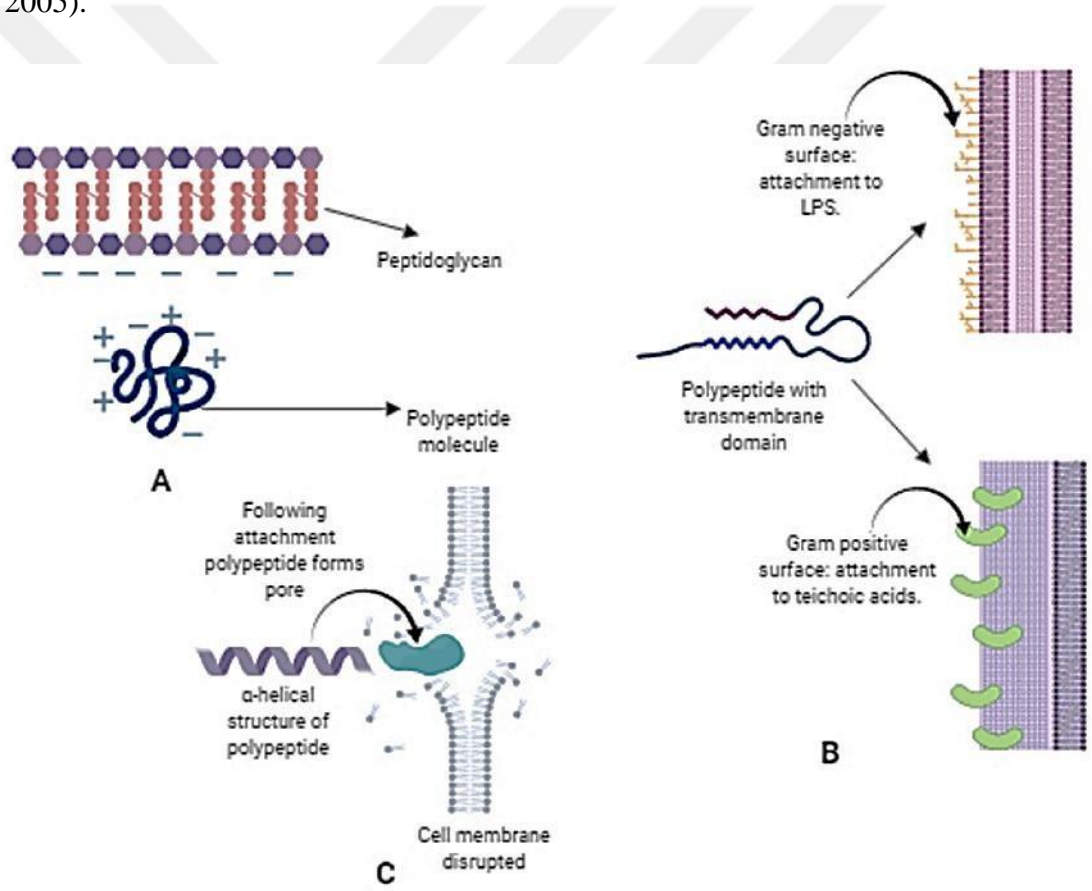 2005).
Gram negative
surface:
attachment to
LPS.
Peptidoglycan
Polypeptide
molecule
A
Polypeptide with
transmembrane
domain
Following
attachment
polypeptide forms
pore
α-helical
structure of
polypeptide
Cell membrane
disrupted
C
Gram positive
surface: attachment
to teichoic acids.
B